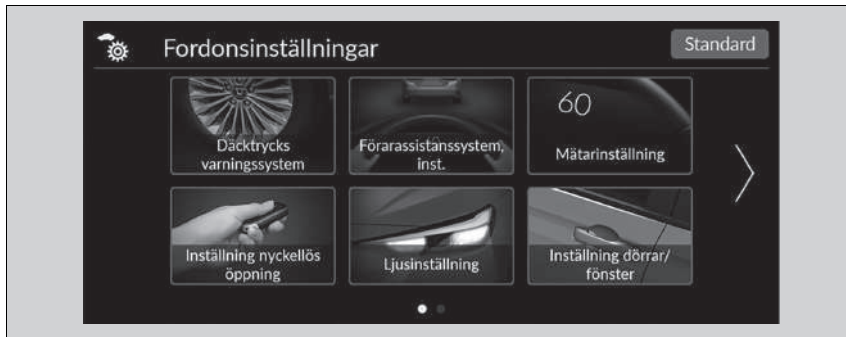 Fordonsinställningar
Standard
Däcktrycks
varningssystem
Förarassistanssystem,
inst.
60
Mätarinställning
Inställning nyckellös
öppning
Ljusinställning
Inställning dörrar/
fönster